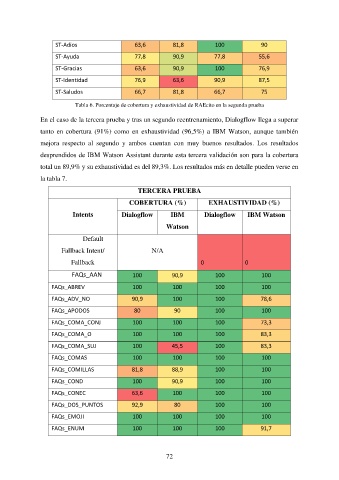 ST-Adios 63,6 81,8 100 90
ST-Ayuda 77,8 90,9 77,8 55,6
ST-Gracias 63,6 90,9 100 76,9
ST-Identidad 76,9 63,6 90,9 87,5
ST-Saludos 66,7 81,8 66,7 75
Tabla 6. Porcentaje de cobertura y exhaustividad de RAEcito en la segunda prueba
En el caso de la tercera prueba y tras un segundo reentrenamiento, Dialogflow llega a superar
tanto en cobertura (91%) como en exhaustividad (96,5%) a IBM Watson, aunque también
mejora respecto al segundo y ambos cuentan con muy buenos resultados. Los resultados
desprendidos de IBM Watson Assistant durante esta tercera validación son para la cobertura
total un 89,9% y su exhaustividad es del 89,3%. Los resultados más en detalle pueden verse en
la tabla 7.
TERCERA PRUEBA
COBERTURA (%) EXHAUSTIVIDAD (%)
Intents Dialogflow IBM Watson Dialogflow IBM Watson
Default
Fallback Intent/ N/A
Fallback 0 0
FAQs_AAN 100 90,9 100 100
FAQs_ABREV 100 100 100 100
FAQs_ADV_NO 90,9 100 100 78,6
FAQs_APODOS 80 90 100 100
FAQs_COMA_CONJ 100 100 100 73,3
FAQs_COMA_O 100 100 100 83,3
FAQs_COMA_SUJ 100 45,5 100 83,3
FAQs_COMAS 100 100 100 100
FAQs_COMILLAS 81,8 88,9 100 100
FAQs_COND 100 90,9 100 100
FAQs_CONEC 63,6 100 100 100
FAQs_DOS_PUNTOS 92,9 80 100 100
FAQs_EMOJI 100 100 100 100
FAQs_ENUM 100 100 100 91,7
72